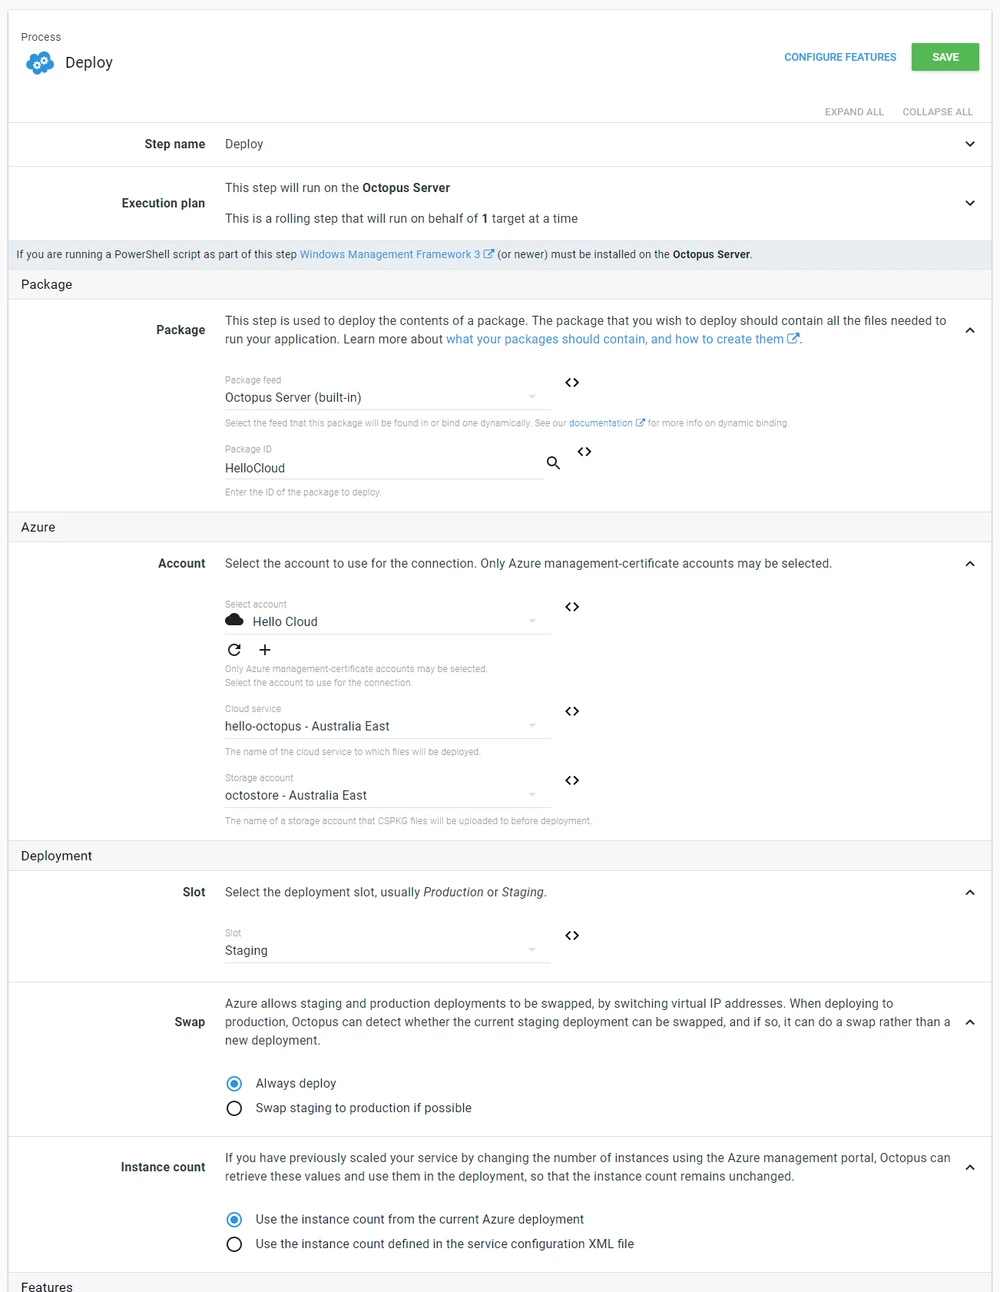 Process
Deploy
CONFIGURE FEATURES
SAVE
EXPAND ALL
COLLAPSE ALL
Step name
Deploy
Execution plan
This step will run on the Octopus Server
This is a rolling step that will run on behalf of 1 target at a time
If you are running a PowerShell script as part of this step Windows Management Framework 3 (or newer) must be installed on the Octopus Server.
Package
Package
This step is used to deploy the contents of a package. The package that you wish to deploy should contain all the files needed to
run your application. Learn more about what your packages should contain, and how to create them.
Package feed
Octopus Server (built-in)
Select the feed that this package will be found in or bind one dynamically. See our documentation for more info on dynamic binding.
Package ID
HelloCloud
Enter the ID of the package to deploy.
Azure
Account
Select the account to use for the connection. Only Azure management-certificate accounts may be selected.
Select account
Hello Cloud
Only Azure management-certificate accounts may be selected.
Select the account to use for the connection.
Cloud service
hello-octopus - Australia East
The name of the cloud service to which files will be deployed.
Storage account
octostore - Australia East
The name of a storage account that CSPKG files will be uploaded to before deployment.
Deployment
Slot
Select the deployment slot, usually Production or Staging.
Slot
Staging
Swap
Azure allows staging and production deployments to be swapped, by switching virtual IP addresses. When deploying to
production, Octopus can detect whether the current staging deployment can be swapped, and if so, it can do a swap rather than a
new deployment.
Always deploy
Swap staging to production if possible
Instance count
If you have previously scaled your service by changing the number of instances using the Azure management portal, Octopus can
retrieve these values and use them in the deployment, so that the instance count remains unchanged.
Use the instance count from the current Azure deployment
Use the instance count defined in the service configuration XML file
Features